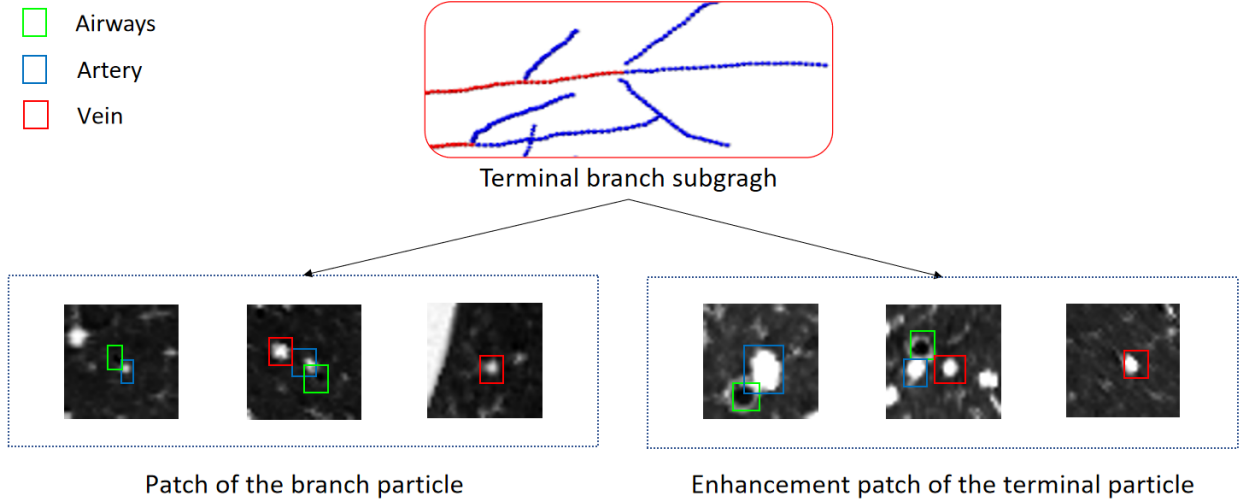 Airways
Artery
Vein
Terminal branch subgragh
Patch of the branch particle
Enhancement patch of the terminal particle